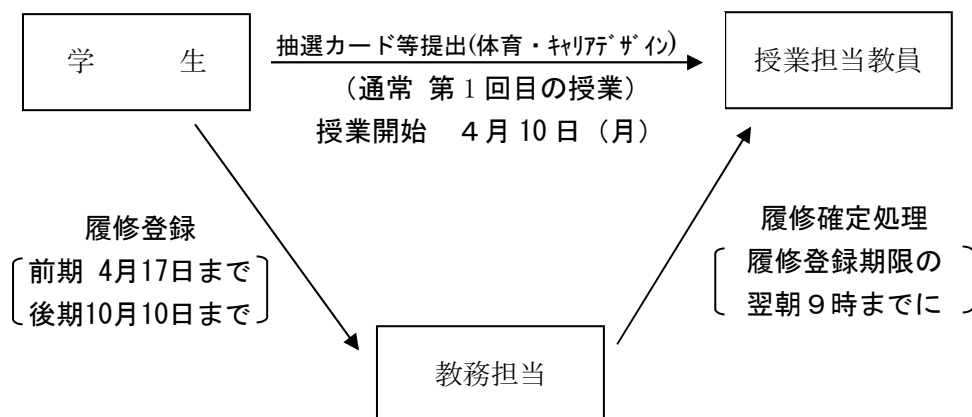 学 生
抽選カード等提出(体育・ｷｬﾘｱﾃﾞｻﾞｲﾝ)
授業担当教員
（通常 第1回目の授業）
授業開始 ４月10日（月）
履修登録
前期 4月17日まで
後期10月10日まで
履修確定処理
履修登録期限の
翌朝９時までに
教務担当